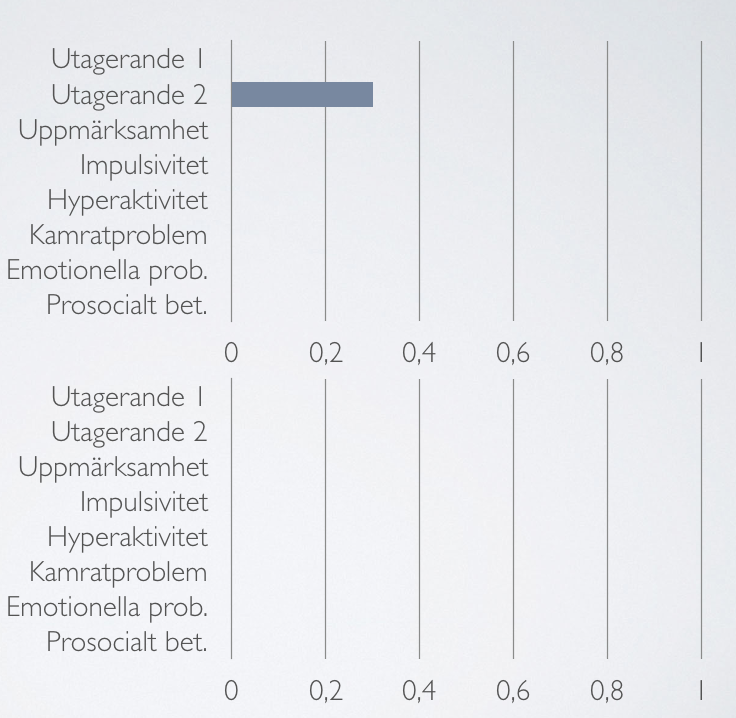 Utagerande 1
Utagerande 2
Uppmärksamhet
Impulsivitet
Hyperaktivitet
Kamratproblem
Emotionella prob.
Prosocialt bet.
0 0,2 0,4 0,6 0,8 1
Utagerande 1
Utagerande 2
Uppmärksamhet
Impulsivitet
Hyperaktivitet
Kamratproblem
Emotionella prob.
Prosocialt bet.
0 0,2 0,4 0,6 0,8 1